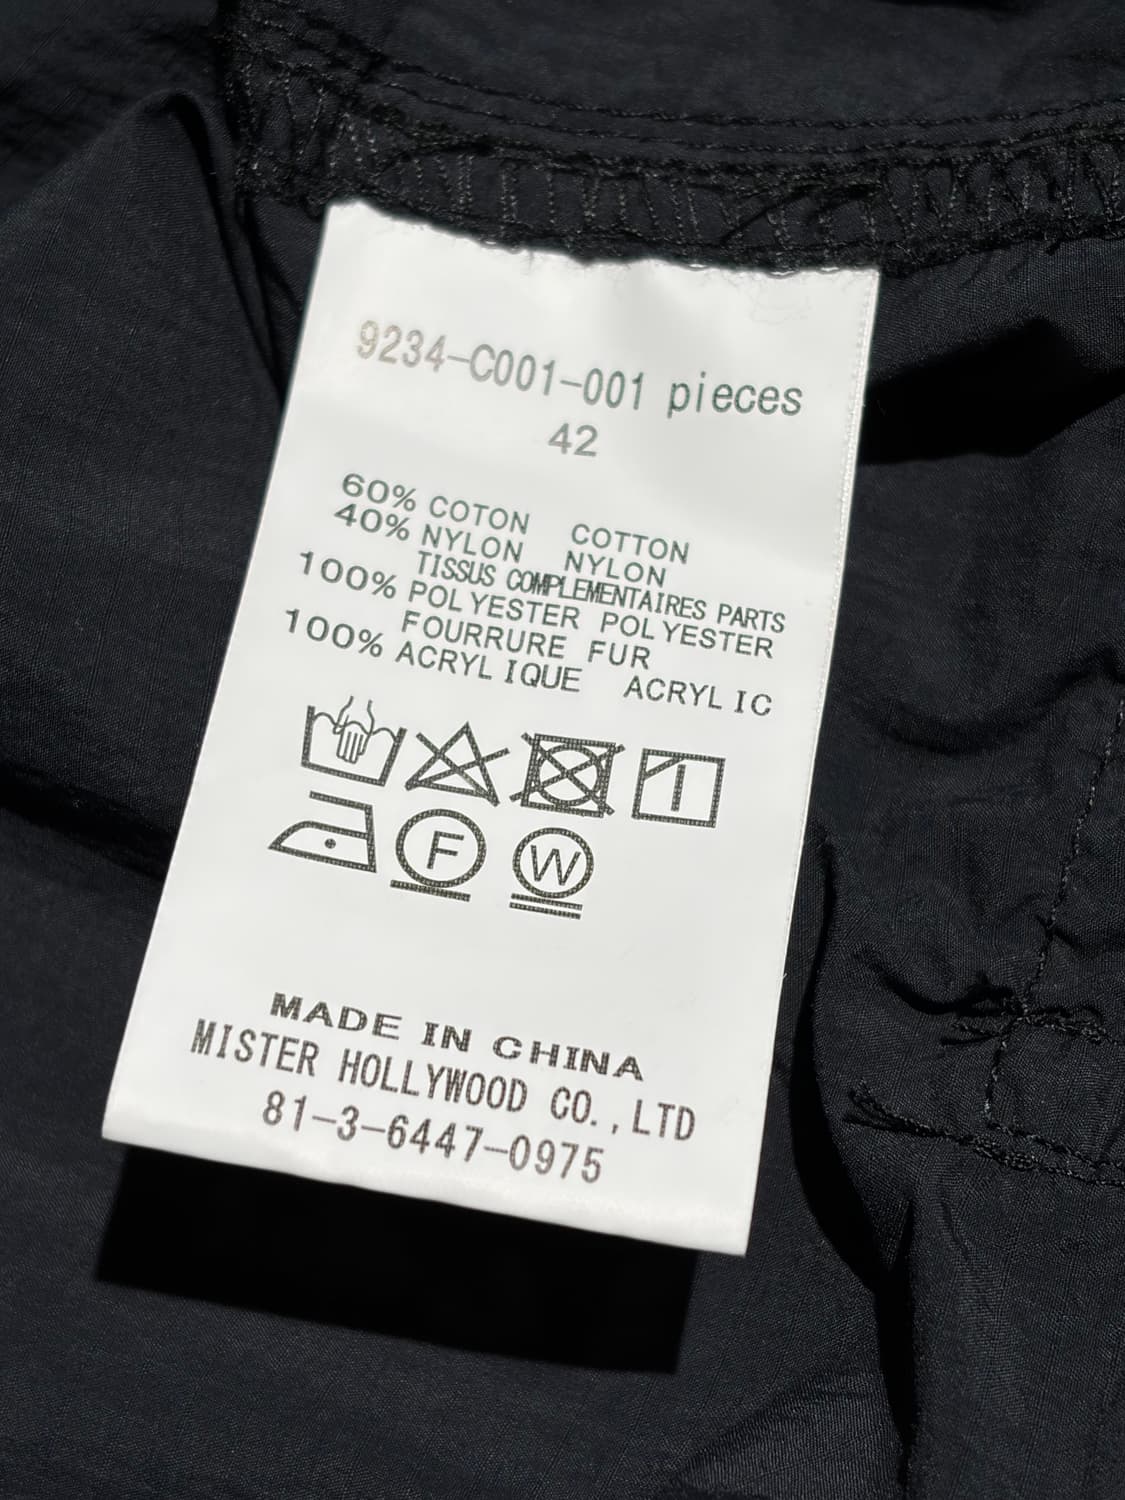 9234-C001-001 pieces
42
60% COTON COTTON
40% NYLON NYLON
TISSUS COMPLEMENTAIRES PARTS
100% POLYESTER POLYESTER
FOURRURE FUR
100% ACRYLIQUE ACRYLIC
F W
MADE IN CHINA
MISTER HOLLYWOOD CO.,LTD
81-3-6447-0975